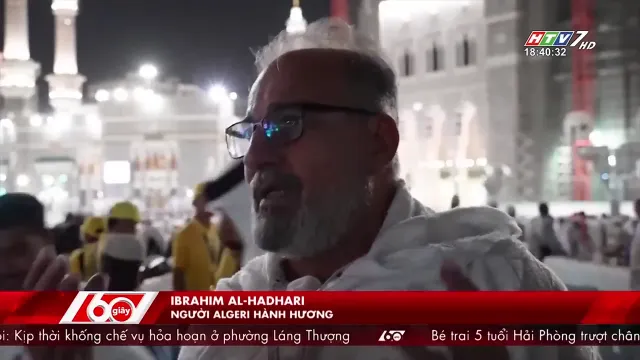 HTV7 HD
18:40:32
IBRAHIM AL-HADHARI
60 giây
NGƯỜI ALGERI HÀNH HƯƠNG
i: Kịp thời khống chế vụ hỏa hoạn ở phường Láng Thượng 60 Bé trai 5 tuổi Hải Phòng trượt chân